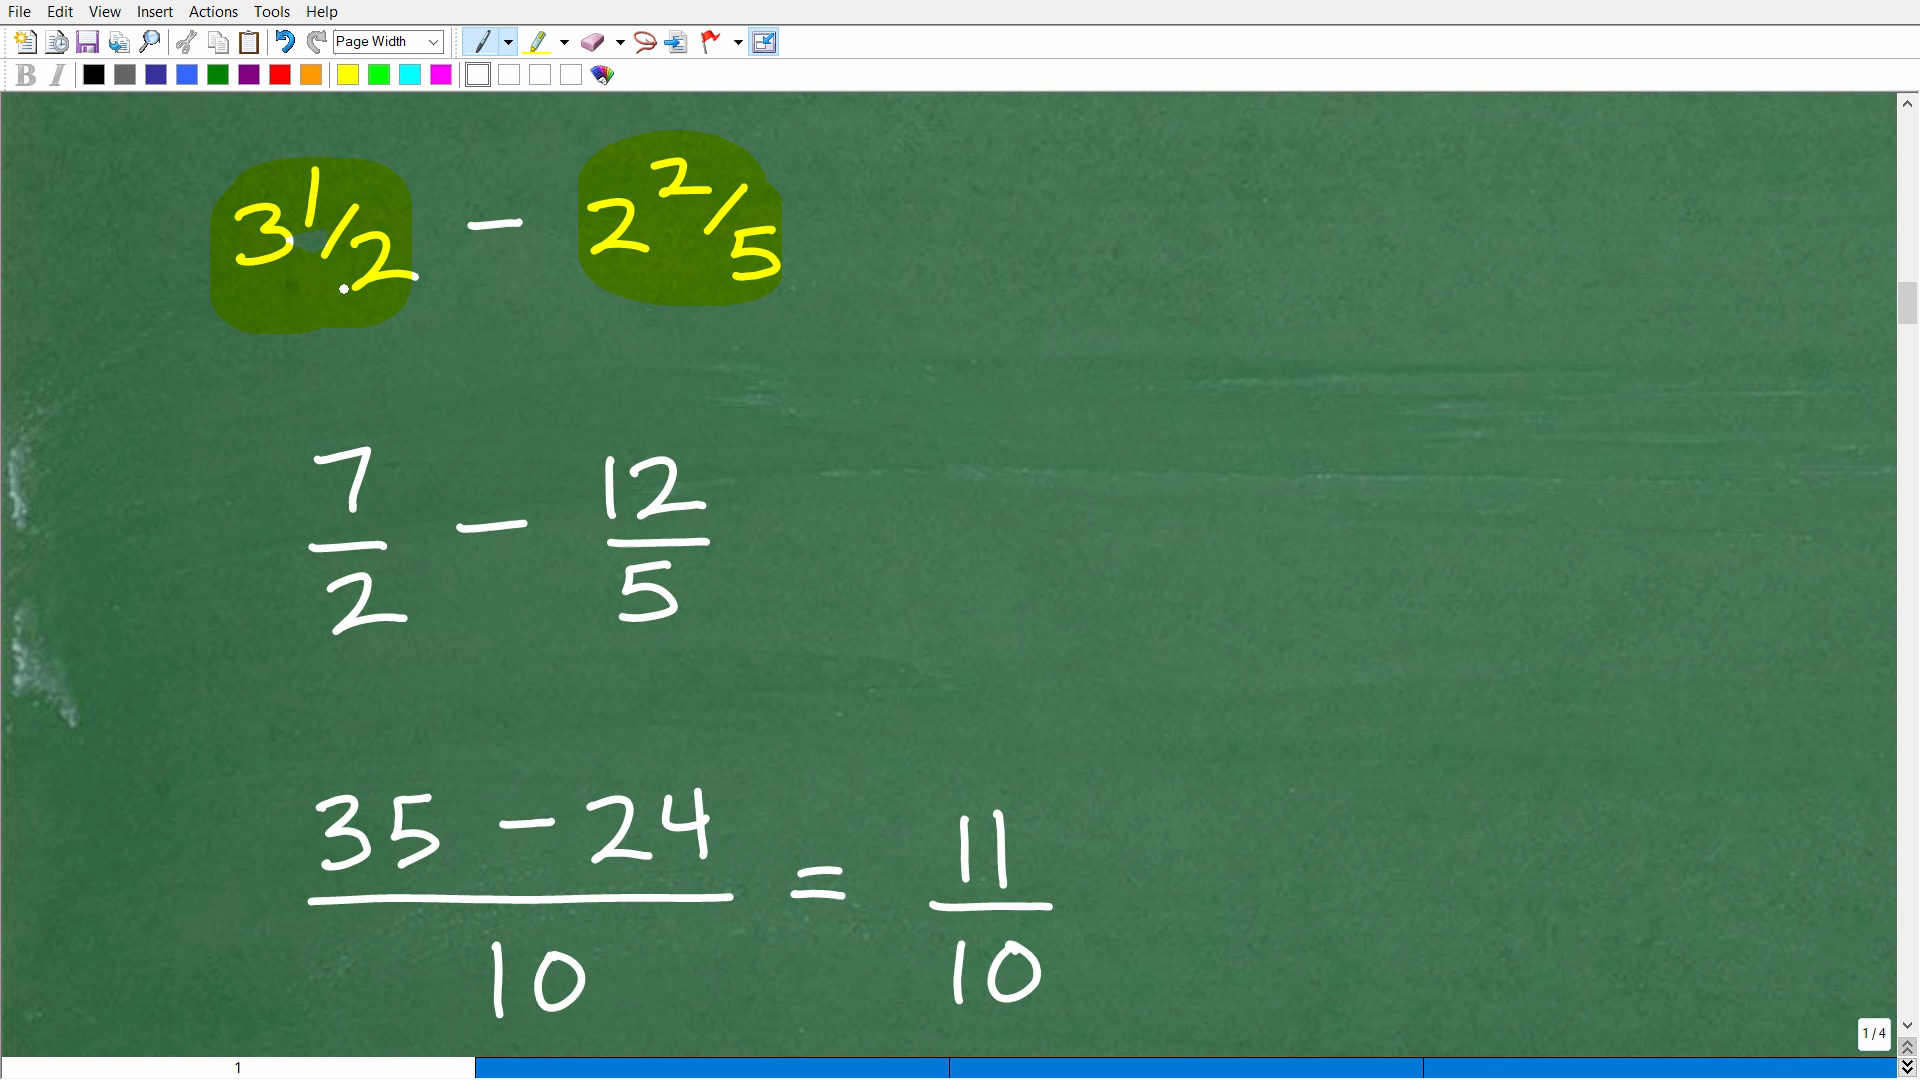 File Edit View Insert Actions Tools Help
Page Width
B I
3 1/2 - 2 2/5
7/2 - 12/5
35 - 24
10
=
11
10
1 / 4
1